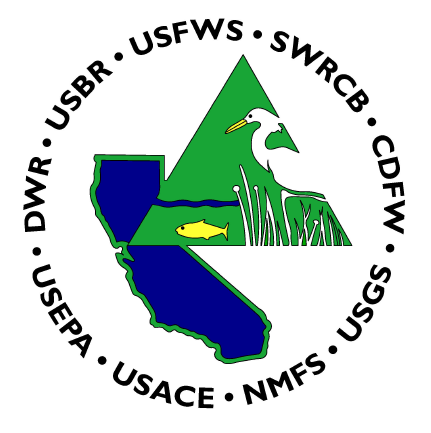 DWR • USBR • USFWS • SWRCB • CDFW • USGS • NMFS • USACE • USEPA •